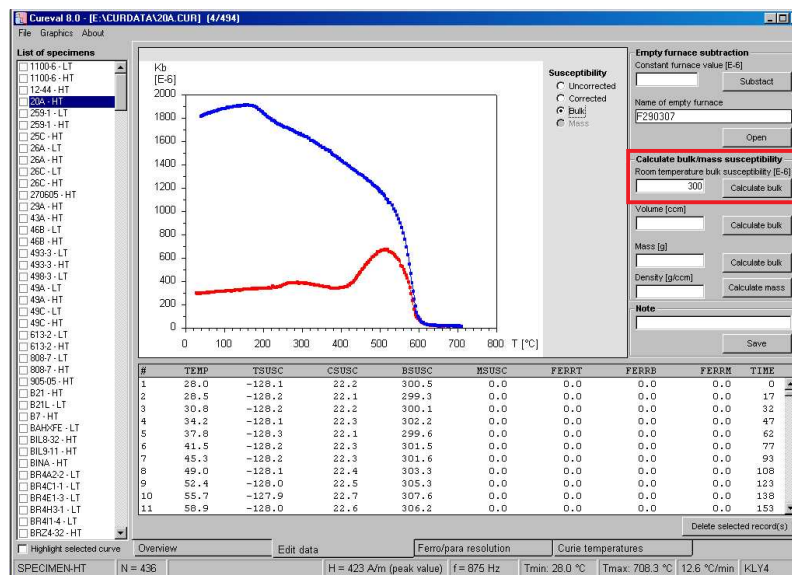 Cureval 8.0 - [E:\CURDATA\20A.CUR] (4/494)
File Graphics About
List of specimens
1100-6 - LT
1100-6 - HT
12-44 - HT
20A - HT
259-1 - LT
259-1 - HT
25C - HT
26A - LT
26A - HT
26C - LT
26C - HT
270605 - HT
29A - HT
43A - HT
46B - LT
46B - HT
493-3 - LT
493-3 - HT
498-3 - LT
49A - LT
49A - HT
49C - LT
49C - HT
613-2 - LT
613-2 - HT
808-7 - LT
808-7 - HT
905-05 - HT
B21 - HT
B21L - LT
B7 - HT
BAHXFE - LT
BIL8-32 - HT
BIL9-11 - HT
BINA - HT
BR4A2-2 - LT
BR4C1-1 - LT
BR4E1-3 - LT
BR4H3-1 - LT
BR4I1-4 - LT
BRZ4-32 - HT
Highlight selected curve
Kb
[E-6]
2000
1800
1600
1400
1200
1000
800
600
400
200
0
0 100 200 300 400 500 600 700 800 T [°C]
Susceptibility
Uncorrected
Corrected
Bulk
Mass
Empty furnace subtraction
Constant furnace value [E-6]
Substact
Name of empty furnace
F290307
Open
Calculate bulk/mass susceptibility
Room temperature bulk susceptibility [E-6]
300 Calculate bulk
Volume [ccm]
Calculate bulk
Mass [g]
Calculate bulk
Density [g/ccm]
Calculate mass
Note
Save
# TEMP TSUSC CSUSC BSUSC MSUSC FERRT FERRB FERRM TIME
1 28.0 -128.1 22.2 300.5 0.0 0.0 0.0 0.0 0
2 28.5 -128.2 22.1 299.3 0.0 0.0 0.0 0.0 17
3 30.8 -128.2 22.2 300.1 0.0 0.0 0.0 0.0 32
4 34.2 -128.1 22.3 302.2 0.0 0.0 0.0 0.0 47
5 37.8 -128.3 22.1 299.6 0.0 0.0 0.0 0.0 62
6 41.5 -128.2 22.3 301.5 0.0 0.0 0.0 0.0 77
7 45.3 -128.2 22.3 301.6 0.0 0.0 0.0 0.0 93
8 49.0 -128.1 22.4 303.3 0.0 0.0 0.0 0.0 108
9 52.4 -128.0 22.5 305.3 0.0 0.0 0.0 0.0 123
10 55.7 -127.9 22.7 307.6 0.0 0.0 0.0 0.0 138
11 58.9 -128.0 22.6 306.2 0.0 0.0 0.0 0.0 153
Delete selected record(s)
Overview Edit data Ferro/para resolution Curie temperatures
SPECIMEN-HT N = 436 H = 423 A/m (peak value) f = 875 Hz Tmin: 28.0 °C Tmax: 708.3 °C 12.6 °C/min KLY4